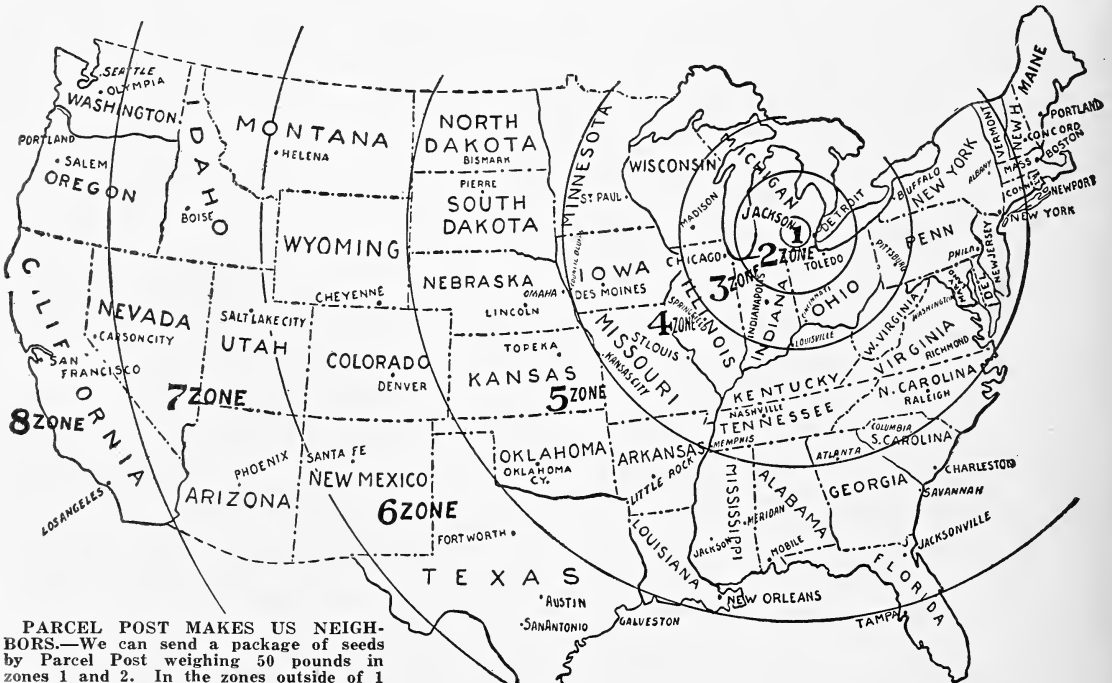 SEATTLE
OLYMPIA
WASHINGTON
PORTLAND
SALEM
OREGON
IDAHO
BOISE
MONTANA
HELENA
WYOMING
CHEYENNE
NORTH
DAKOTA
BISMARK
PIERRE
SOUTH
DAKOTA
NEBRASKA
OMAHA
LINCOLN
MINNESOTA
ST PAUL
WISCONSIN
MADISON
MICHIGAN
JACKSON
DETROIT
1
2 ZONE
TOLEDO
3 ZONE
CHICAGO
IOWA
DES MOINES
COUNCIL BLUFFS
ILLINOIS
SPRINGFIELD
4 ZONE
INDIANAPOLIS
INDIANA
CINCINNATI
OHIO
LOUISVILLE
BUFFALO
NEW YORK
ALBANY
VERMONT
NEW H.
MAINE
PORTLAND
CONCORD
BOSTON
MASS
CONN
NEWPORT
NEW YORK
PENN
PITTSBURG
PHILA.
NEW JERSEY
DEL
WASHINGTON
W. VIRGINIA
VIRGINIA
RICHMOND
KENTUCKY
NASHVILLE
TENNESSEE
MEMPHIS
N. CAROLINA
RALEIGH
COLUMBIA
S. CAROLINA
ATLANTA
CHARLESTON
GEORGIA
SAVANNAH
JACKSONVILLE
FLORIDA
TAMPA
ALABAMA
MERIDAN
MOBILE
MISSISSIPPI
JACKSON
LOUISIANA
NEW ORLEANS
ARKANSAS
LITTLE ROCK
MISSOURI
ST LOUIS
KANSAS CITY
TOPEKA
KANSAS
5 ZONE
OKLAHOMA
OKLAHOMA
CY.
COLORADO
DENVER
SALT LAKE CITY
UTAH
NEVADA
CARSON CITY
SAN
FRANCISCO
CALIFORNIA
8 ZONE
7 ZONE
LOS ANGELES
PHOENIX
ARIZONA
SANTA FE
NEW MEXICO
6 ZONE
FORT WORTH
TEXAS
AUSTIN
SAN ANTONIO
GALVESTON
PARCEL POST MAKES US NEIGH-
BORS.—We can send a package of seeds
by Parcel Post weighing 50 pounds in
zones 1 and 2. In the zones outside of 1